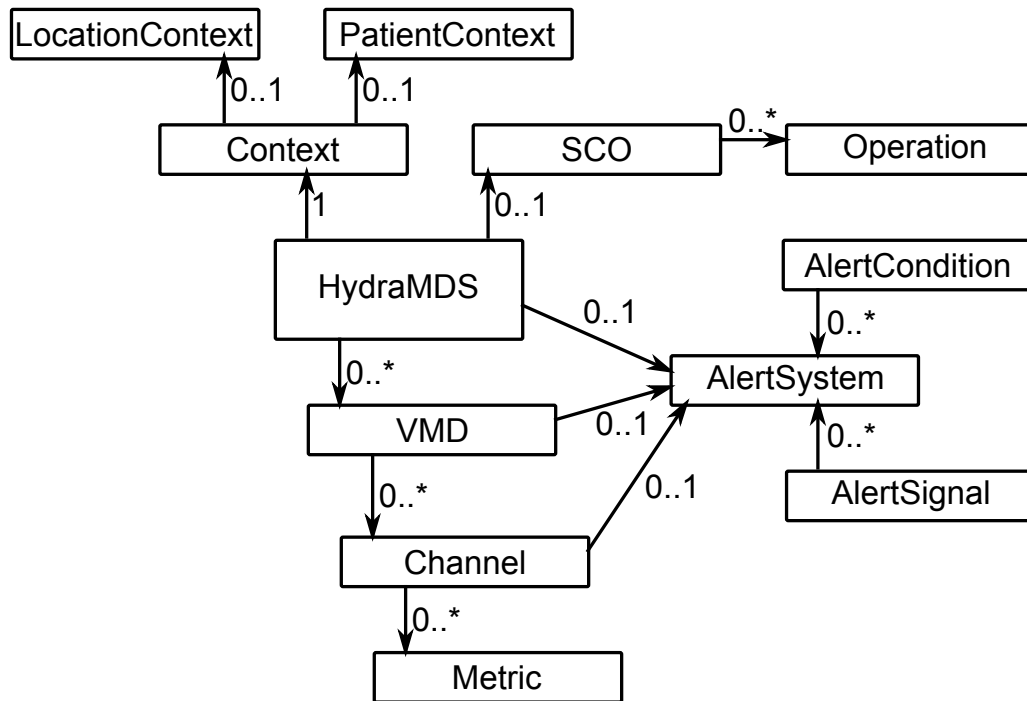 LocationContext
PatientContext
0..1
0..1
Context
SCO
0..*
Operation
1
0..1
HydraMDS
AlertCondition
0..1
0..*
0..*
AlertSystem
VMD
0..1
0..*
0..*
0..1
AlertSignal
Channel
0..*
Metric